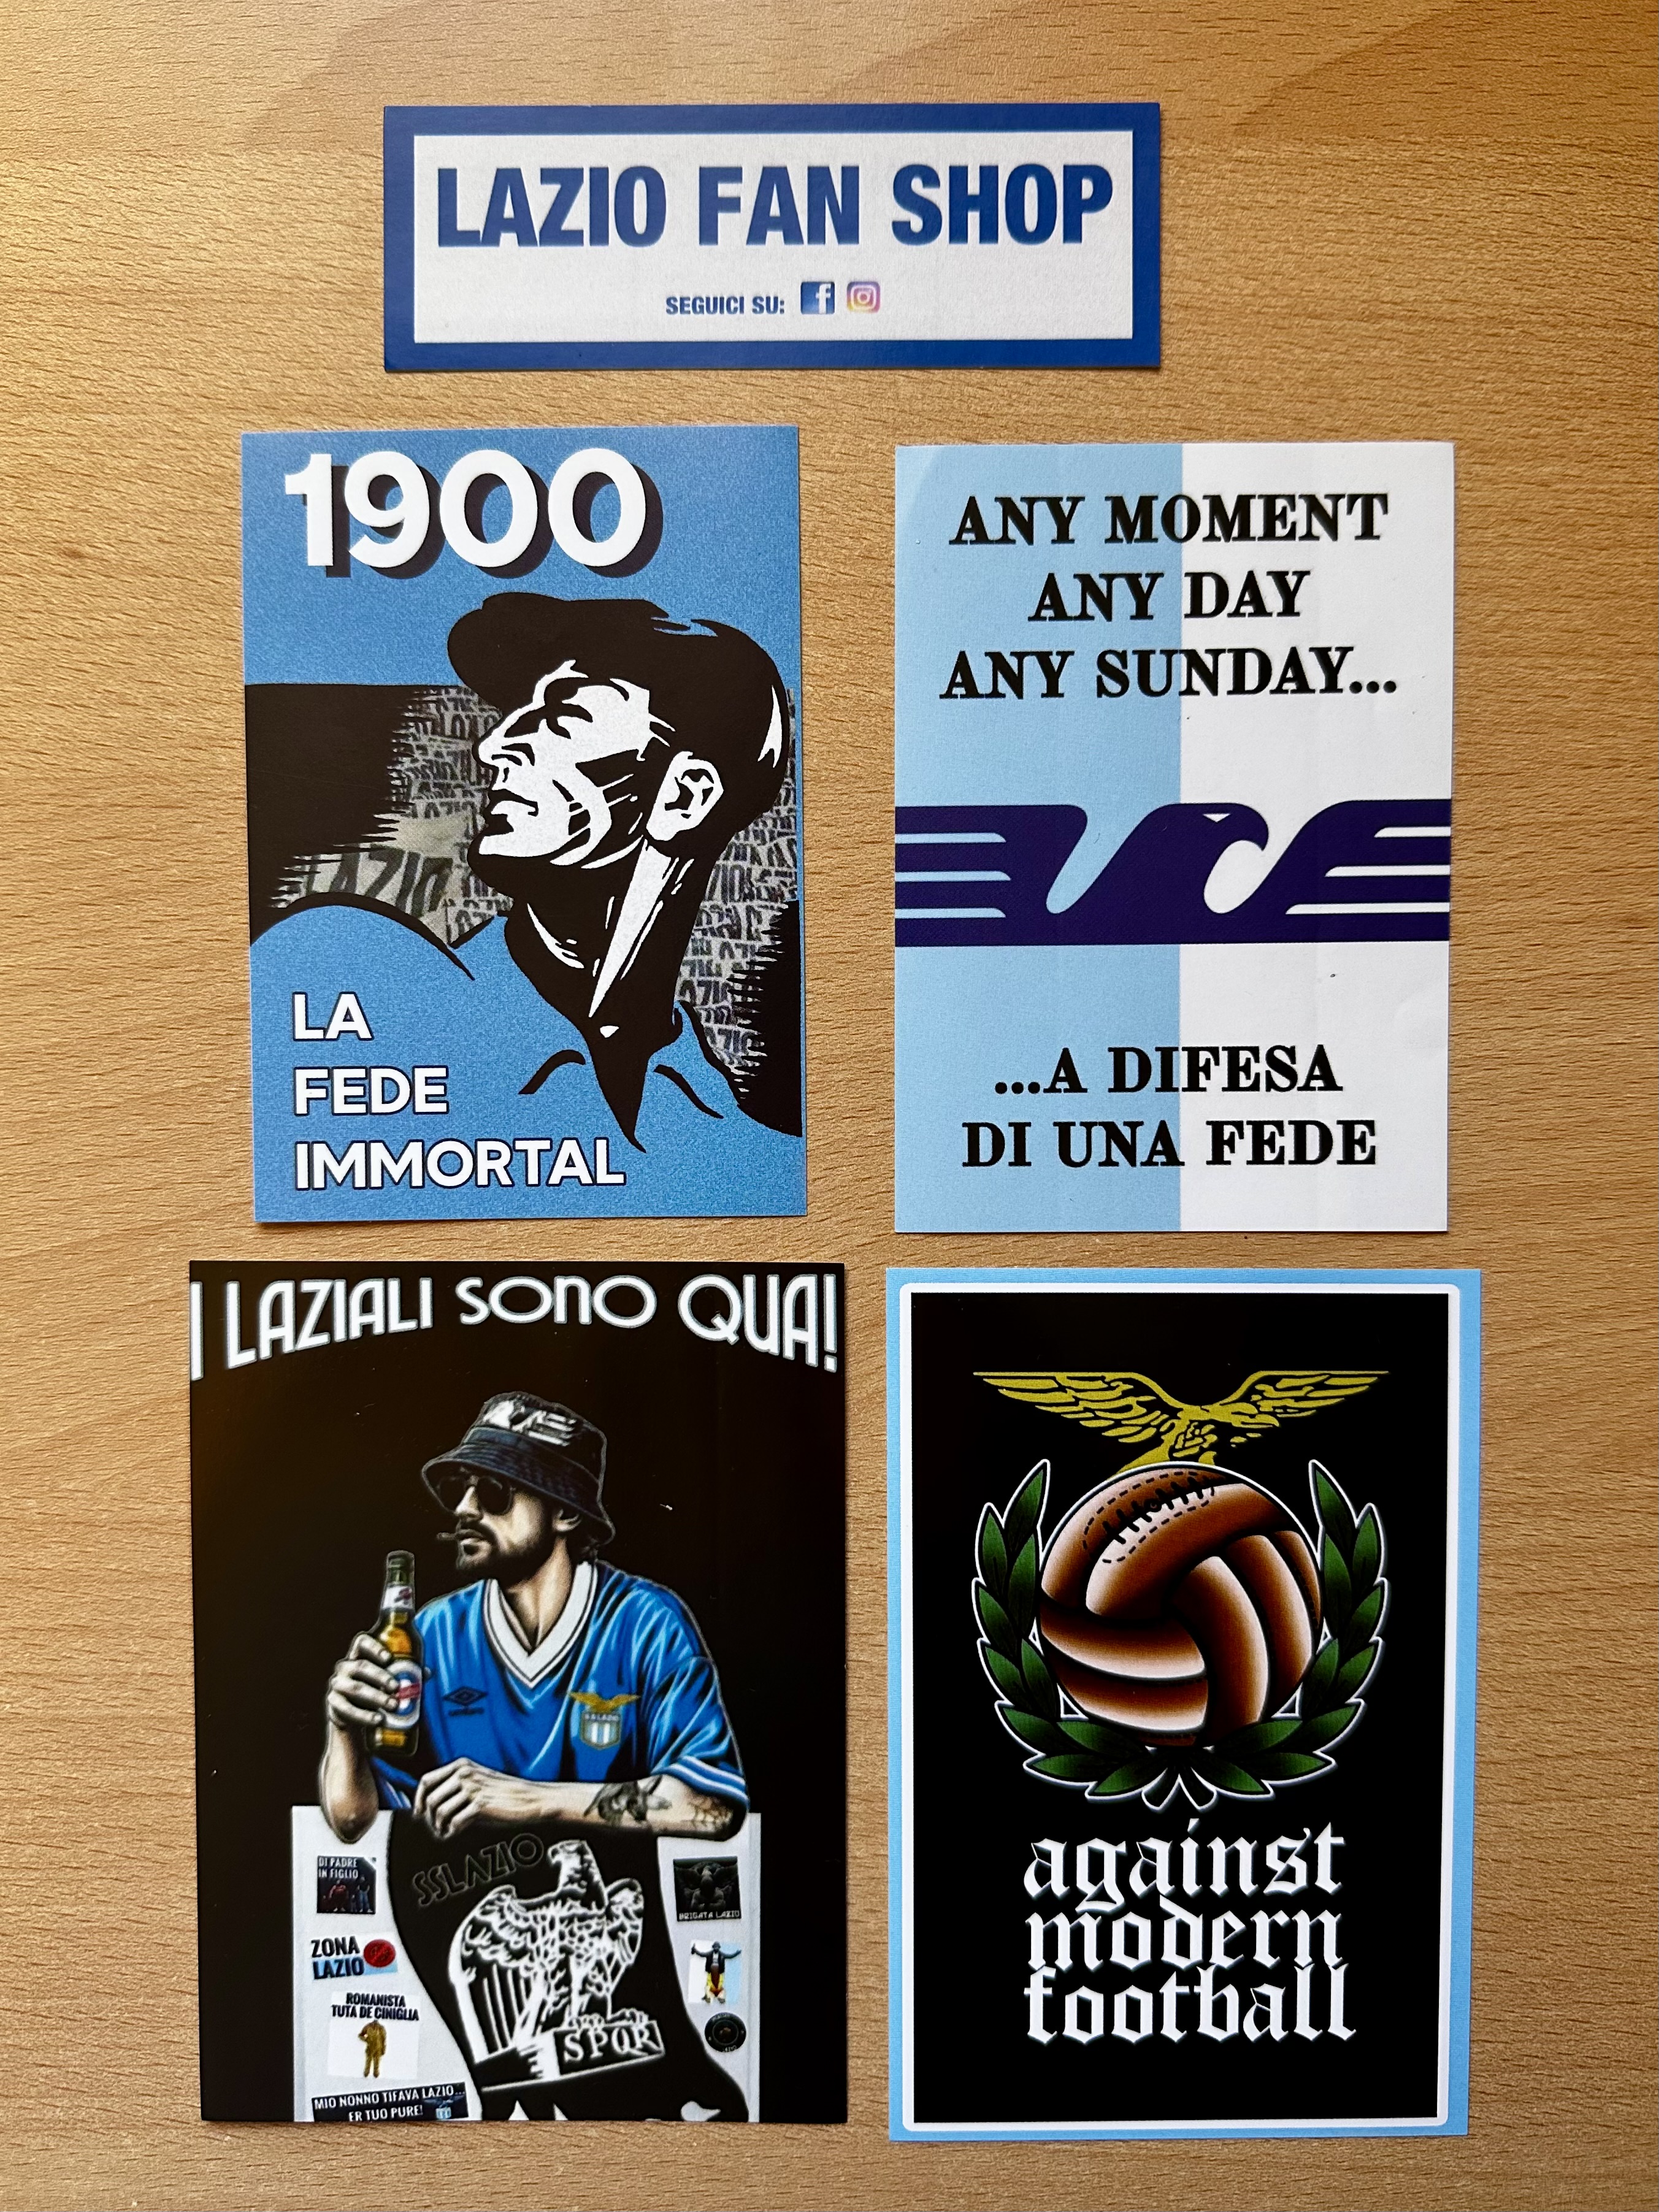 LAZIO FAN SHOP
SEGUICI SU:
1900
LAZIO
LA
FEDE
IMMORTAL
ANY MOMENT
ANY DAY
ANY SUNDAY...
...A DIFESA
DI UNA FEDE
I LAZIALI SONO QUA!
S.S.LAZIO
SSLAZIO
SPQR
DI PADRE
IN FIGLIO
ZONA
LAZIO
ROMANISTA
TUTA DE CINIGLIA
MIO NONNO TIFAVA LAZIO...
ER TUO PURE!
BRIGATA LAZIO
against
modern
football